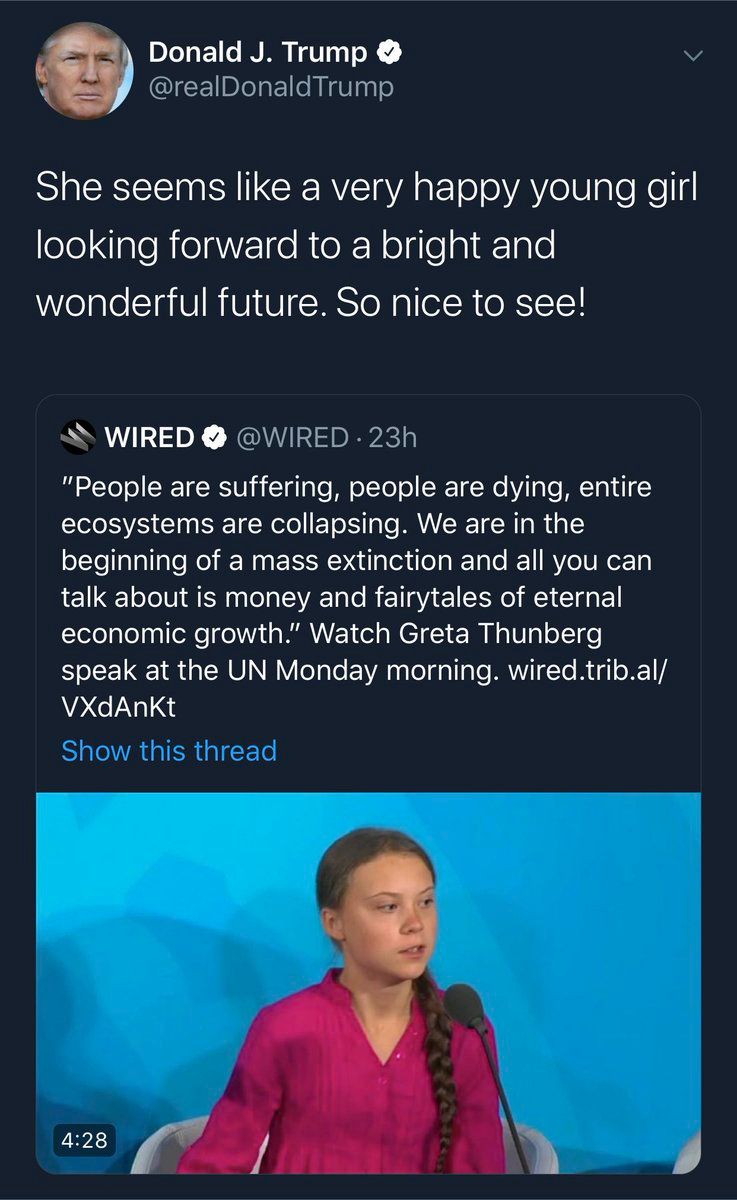 Donald J. Trump
@realDonaldTrump
She seems like a very happy young girl
looking forward to a bright and
wonderful future. So nice to see!
WIRED @WIRED · 23h
"People are suffering, people are dying, entire
ecosystems are collapsing. We are in the
beginning of a mass extinction and all you can
talk about is money and fairytales of eternal
economic growth." Watch Greta Thunberg
speak at the UN Monday morning. wired.trib.al/
VXdAnKt
Show this thread
4:28